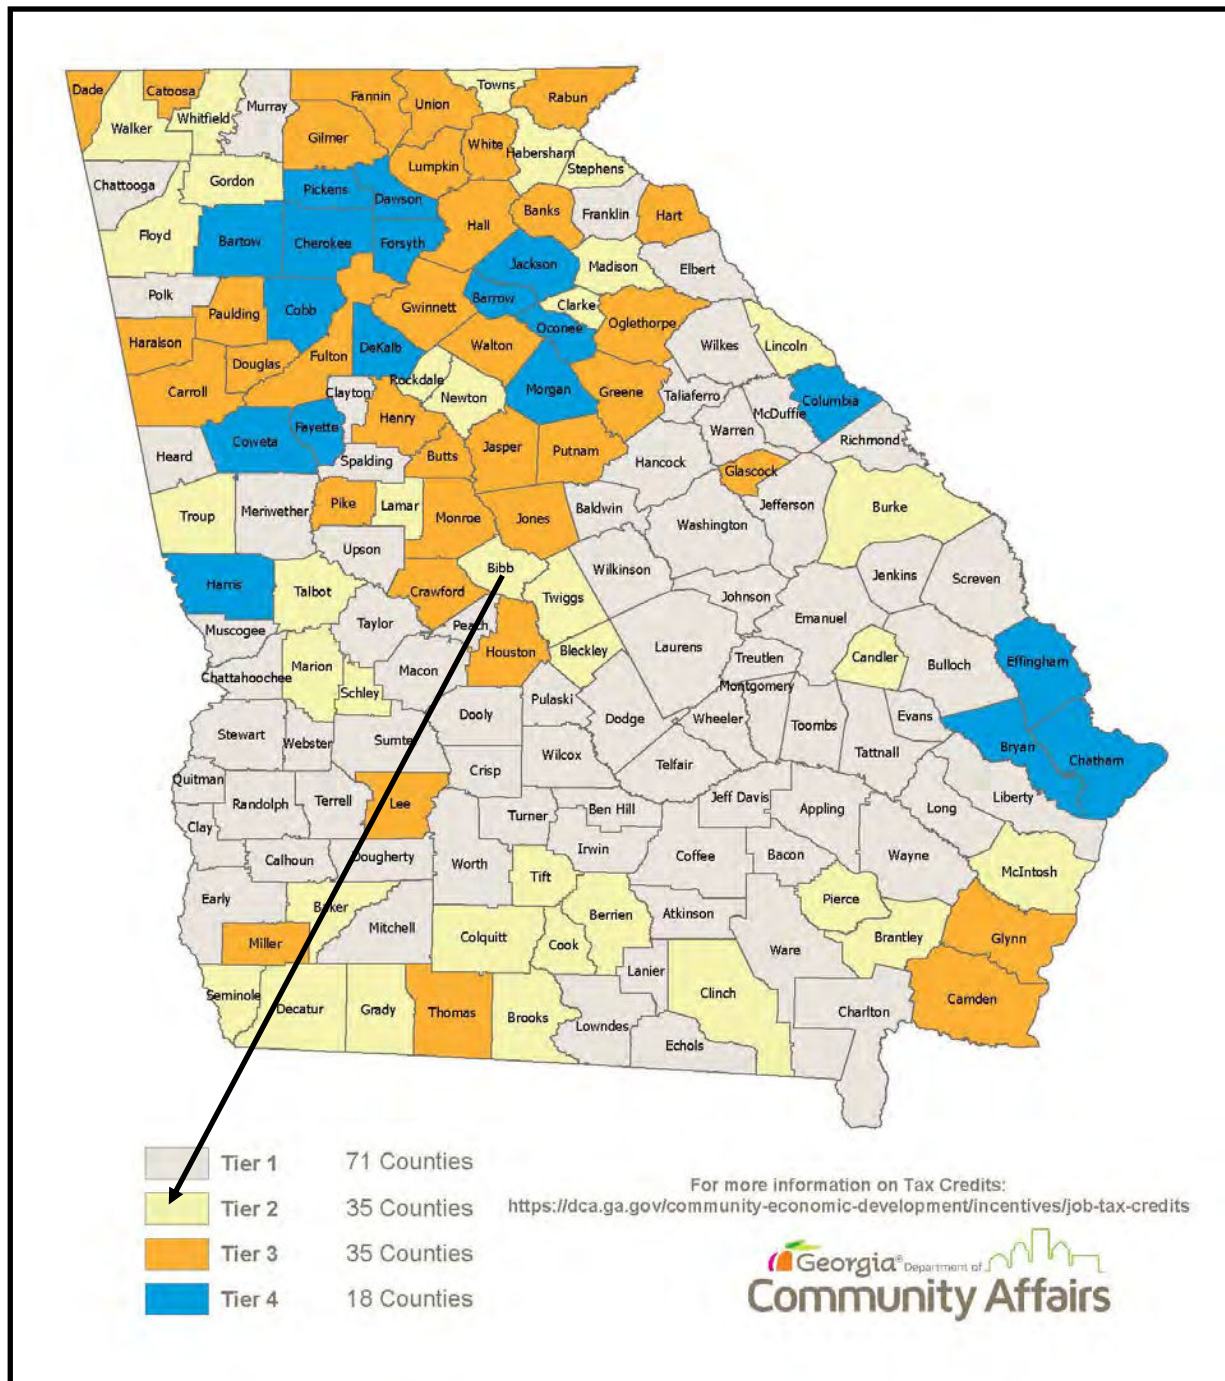 Dade
Catoosa
Fannin
Union
Towns
Rabun
Murray
Whitfield
Walker
Gilmer
White
Habersham
Lumpkin
Stephens
Chattooga
Gordon
Pickens
Dawson
Banks
Franklin
Hart
Hall
Floyd
Bartow
Cherokee
Forsyth
Jackson
Madison
Elbert
Polk
Barrow
Clarke
Gwinnett
Cobb
Paulding
Oconee
Oglethorpe
Haralson
Fulton
DeKalb
Walton
Wilkes
Lincoln
Douglas
Rockdale
Carroll
Clayton
Newton
Morgan
Greene
Taliaferro
Columbia
McDuffie
Henry
Fayette
Coweta
Warren
Richmond
Jasper
Putnam
Heard
Spalding
Butts
Hancock
Glascock
Pike
Lamar
Jefferson
Burke
Troup
Meriwether
Monroe
Jones
Baldwin
Washington
Upson
Bibb
Wilkinson
Jenkins
Screven
Harris
Talbot
Crawford
Twiggs
Johnson
Emanuel
Muscogee
Taylor
Peach
Houston
Bleckley
Laurens
Treutlen
Candler
Bulloch
Effingham
Chattahoochee
Marion
Macon
Schley
Montgomery
Pulaski
Dooly
Dodge
Wheeler
Toombs
Evans
Stewart
Webster
Sumter
Tattnall
Bryan
Wilcox
Chatham
Telfair
Crisp
Quitman
Randolph
Terrell
Lee
Jeff Davis
Appling
Long
Liberty
Clay
Turner
Ben Hill
Calhoun
Dougherty
Worth
Irwin
Coffee
Bacon
Wayne
McIntosh
Early
Baker
Tift
Pierce
Mitchell
Berrien
Atkinson
Miller
Colquitt
Cook
Ware
Brantley
Glynn
Lanier
Seminole
Decatur
Grady
Thomas
Brooks
Clinch
Charlton
Camden
Lowndes
Echols
Tier 1 71 Counties
Tier 2 35 Counties
Tier 3 35 Counties
Tier 4 18 Counties
For more information on Tax Credits:
https://dca.ga.gov/community-economic-development/incentives/job-tax-credits
Georgia® Department of
Community Affairs